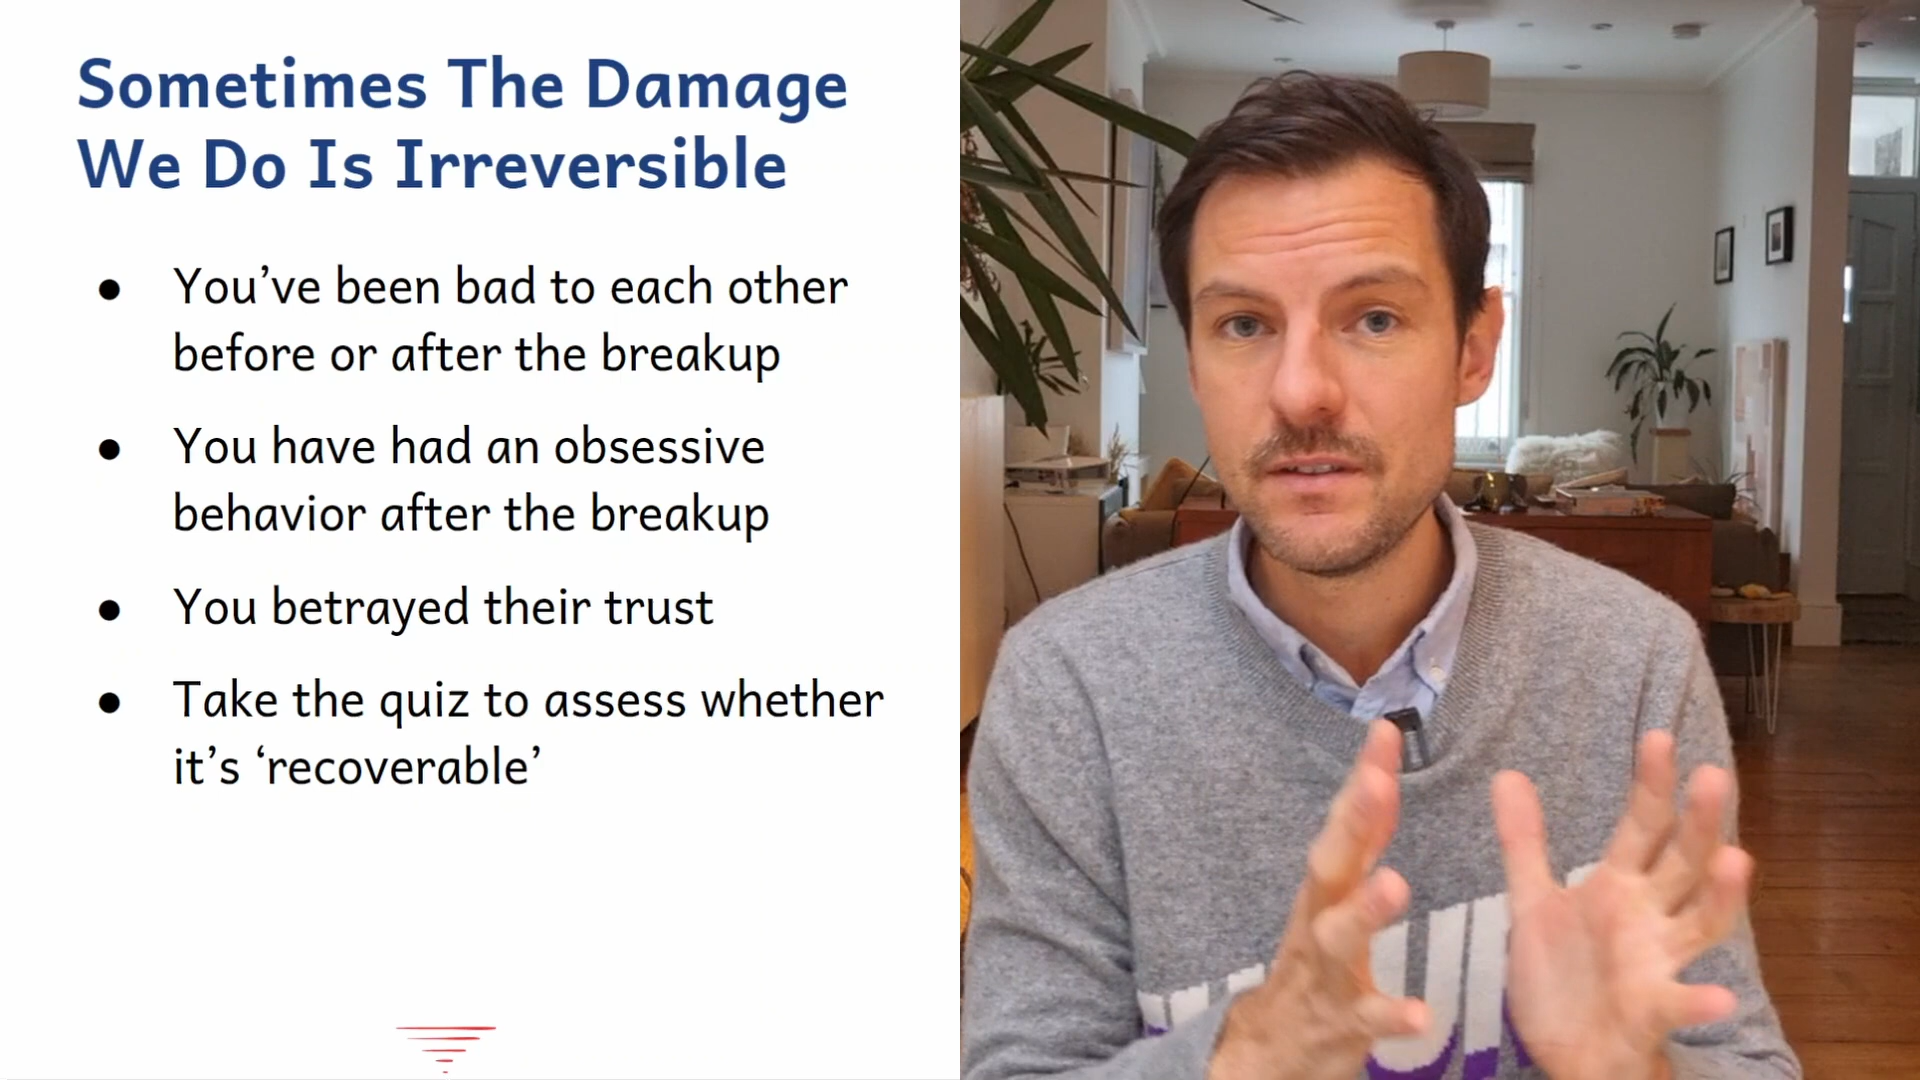 Sometimes The Damage
We Do Is Irreversible
● You’ve been bad to each other
before or after the breakup
● You have had an obsessive
behavior after the breakup
● You betrayed their trust
● Take the quiz to assess whether
it’s ‘recoverable’